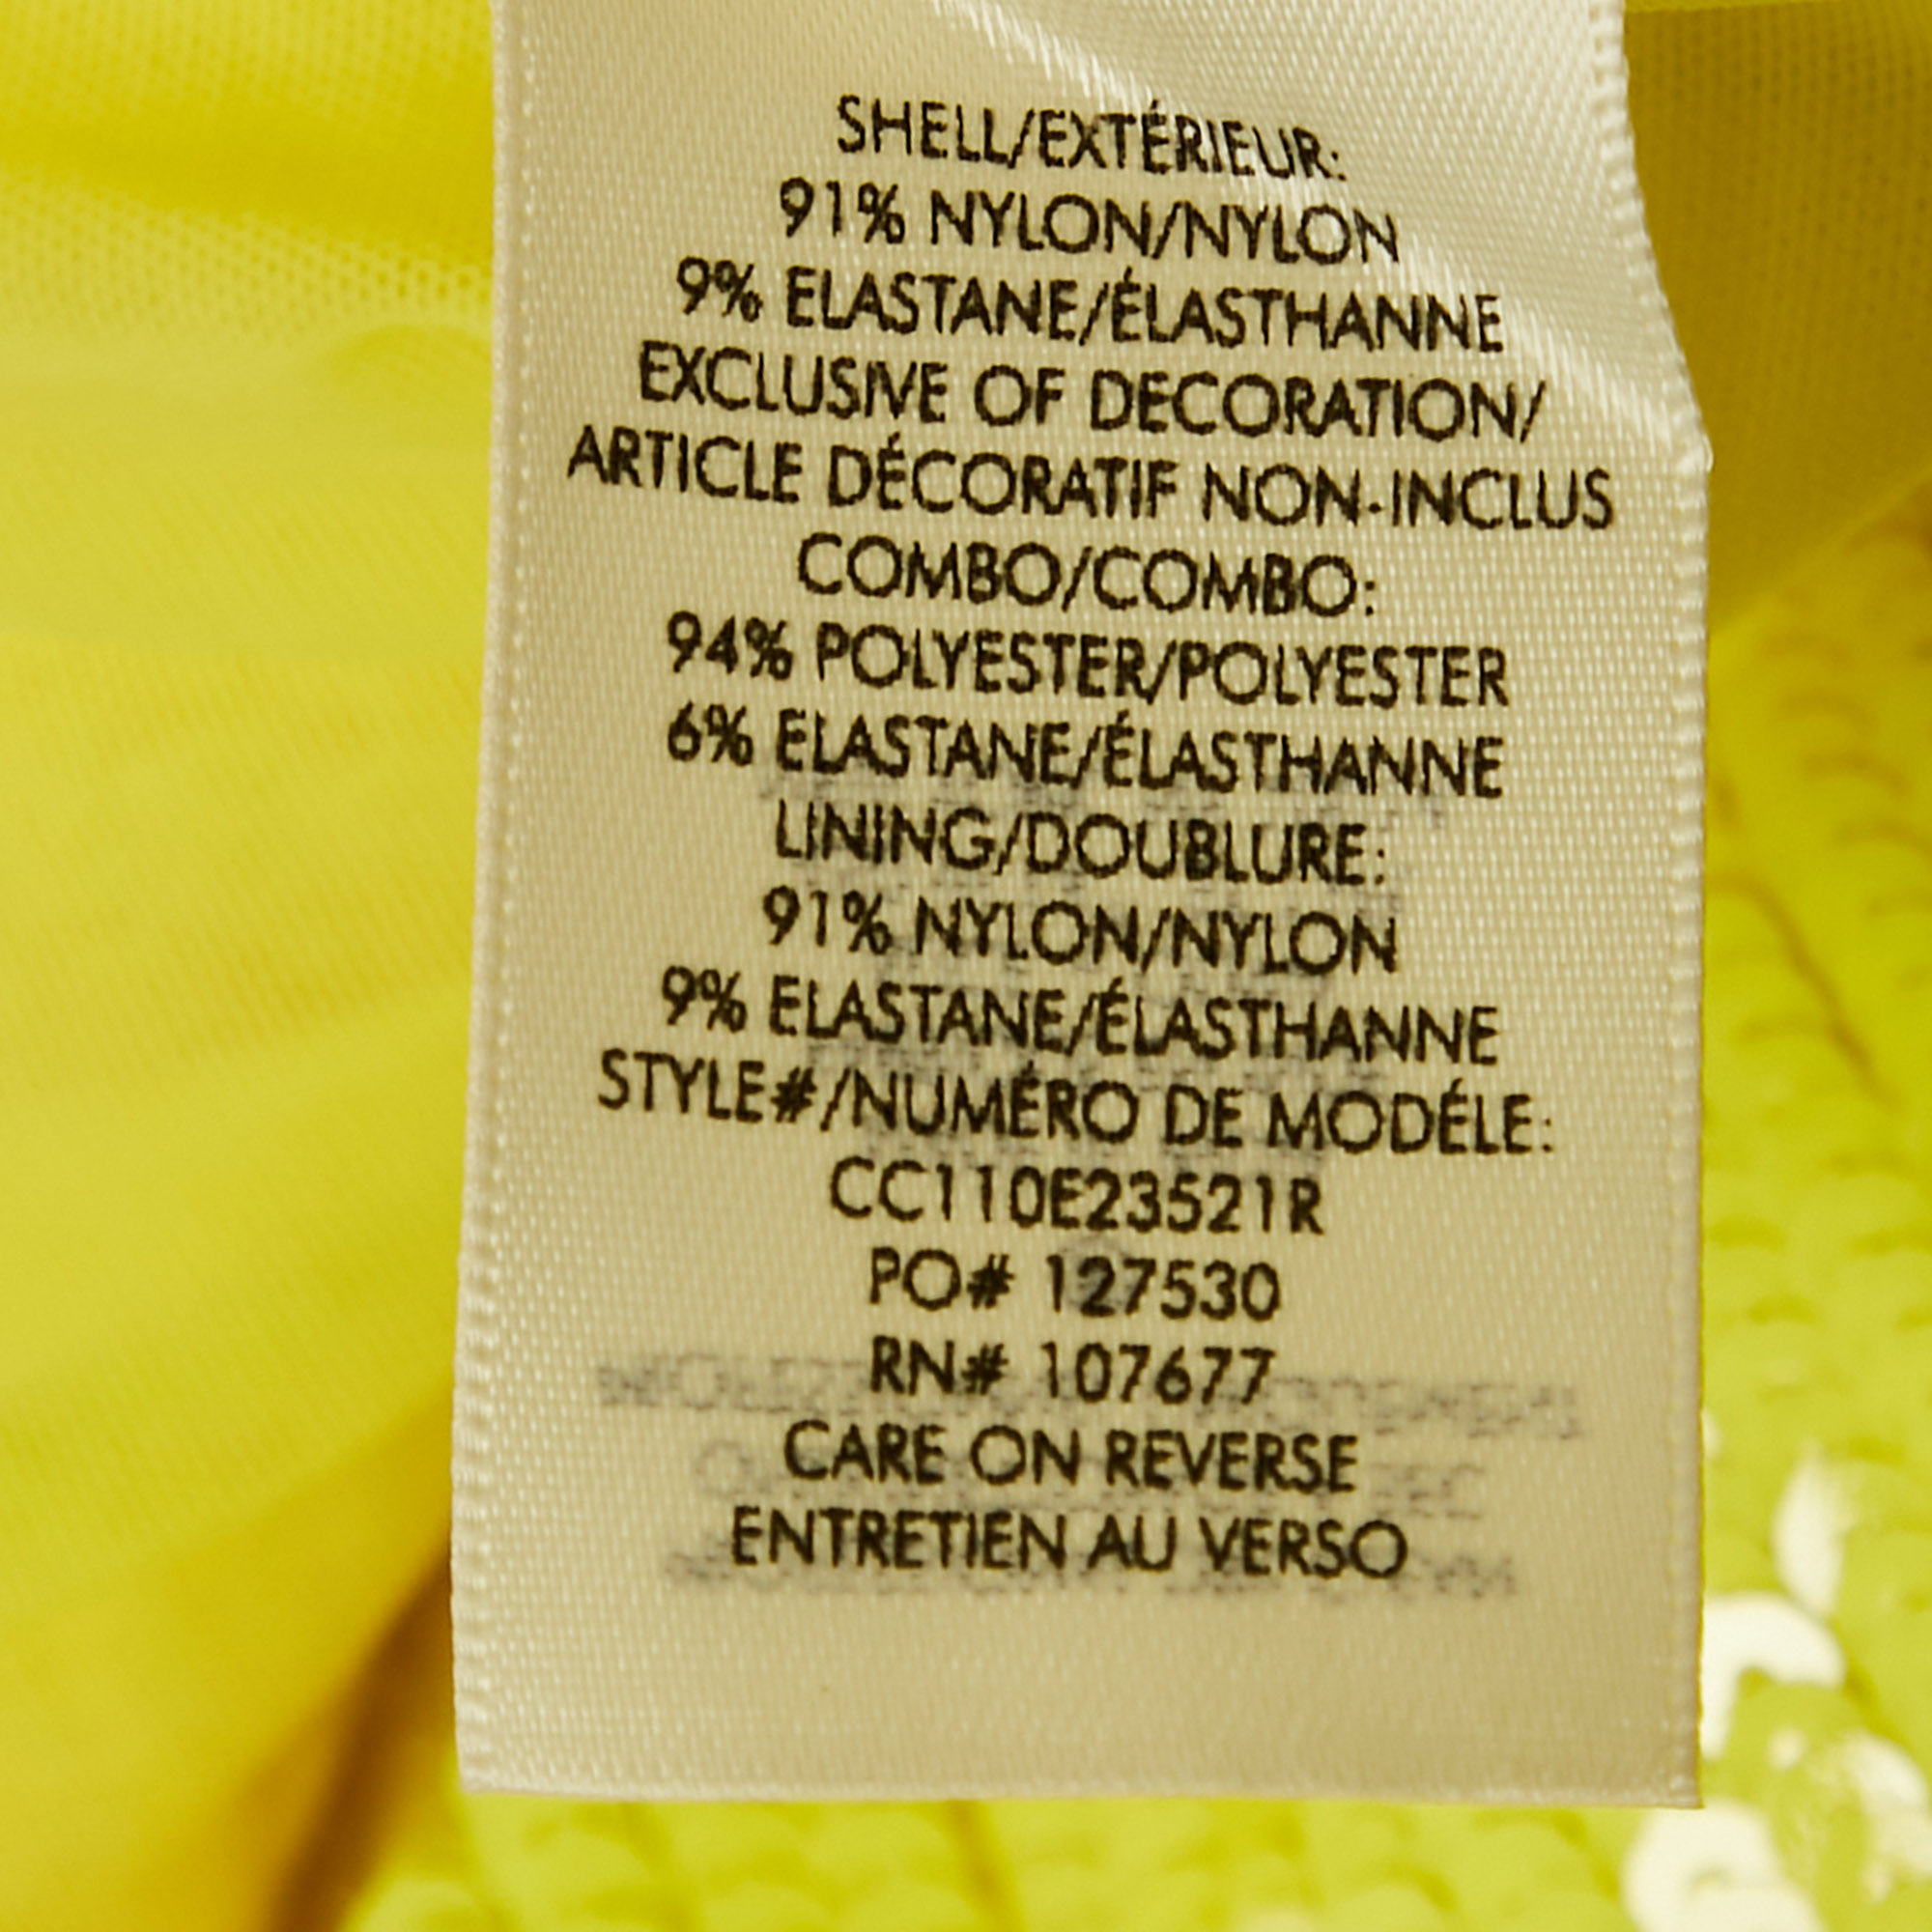 SHELL/EXTÉRIEUR:
91% NYLON/NYLON
9% ELASTANE/ÉLASTHANNE
EXCLUSIVE OF DECORATION/
ARTICLE DÉCORATIF NON-INCLUS
COMBO/COMBO:
94% POLYESTER/POLYESTER
6% ELASTANE/ÉLASTHANNE
LINING/DOUBLURE:
91% NYLON/NYLON
9% ELASTANE/ÉLASTHANNE
STYLE#/NUMÉRO DE MODÉLE:
CC110E23521R
PO# 127530
RN# 107677
CARE ON REVERSE
ENTRETIEN AU VERSO